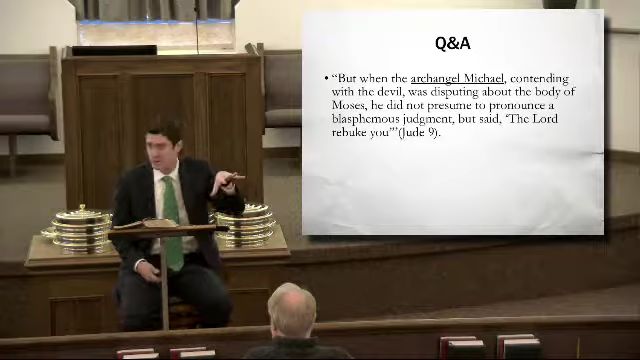 Q&A
• “But when the archangel Michael, contending
with the devil, was disputing about the body of
Moses, he did not presume to pronounce a
blasphemous judgment, but said, ‘The Lord
rebuke you’”(Jude 9).